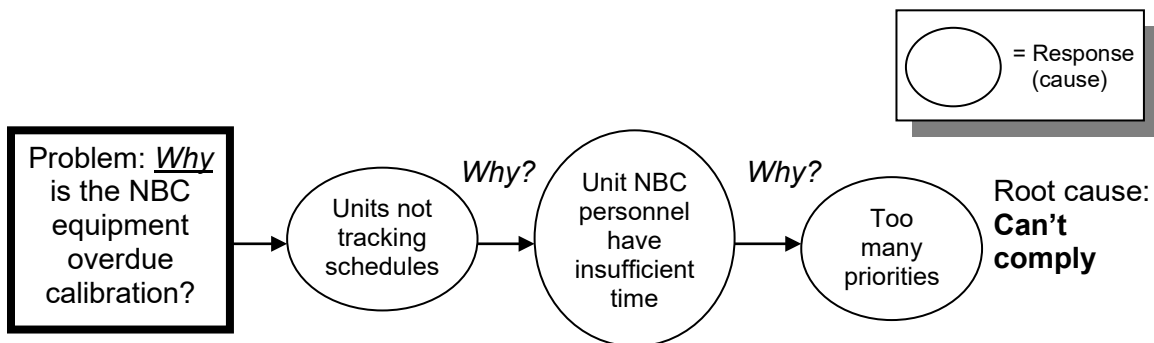 = Response
(cause)
Problem: Why
is the NBC
equipment
overdue
calibration?
Units not
tracking
schedules
Why?
Unit NBC
personnel
have
insufficient
time
Why?
Too
many
priorities
Root cause:
Can’t
comply